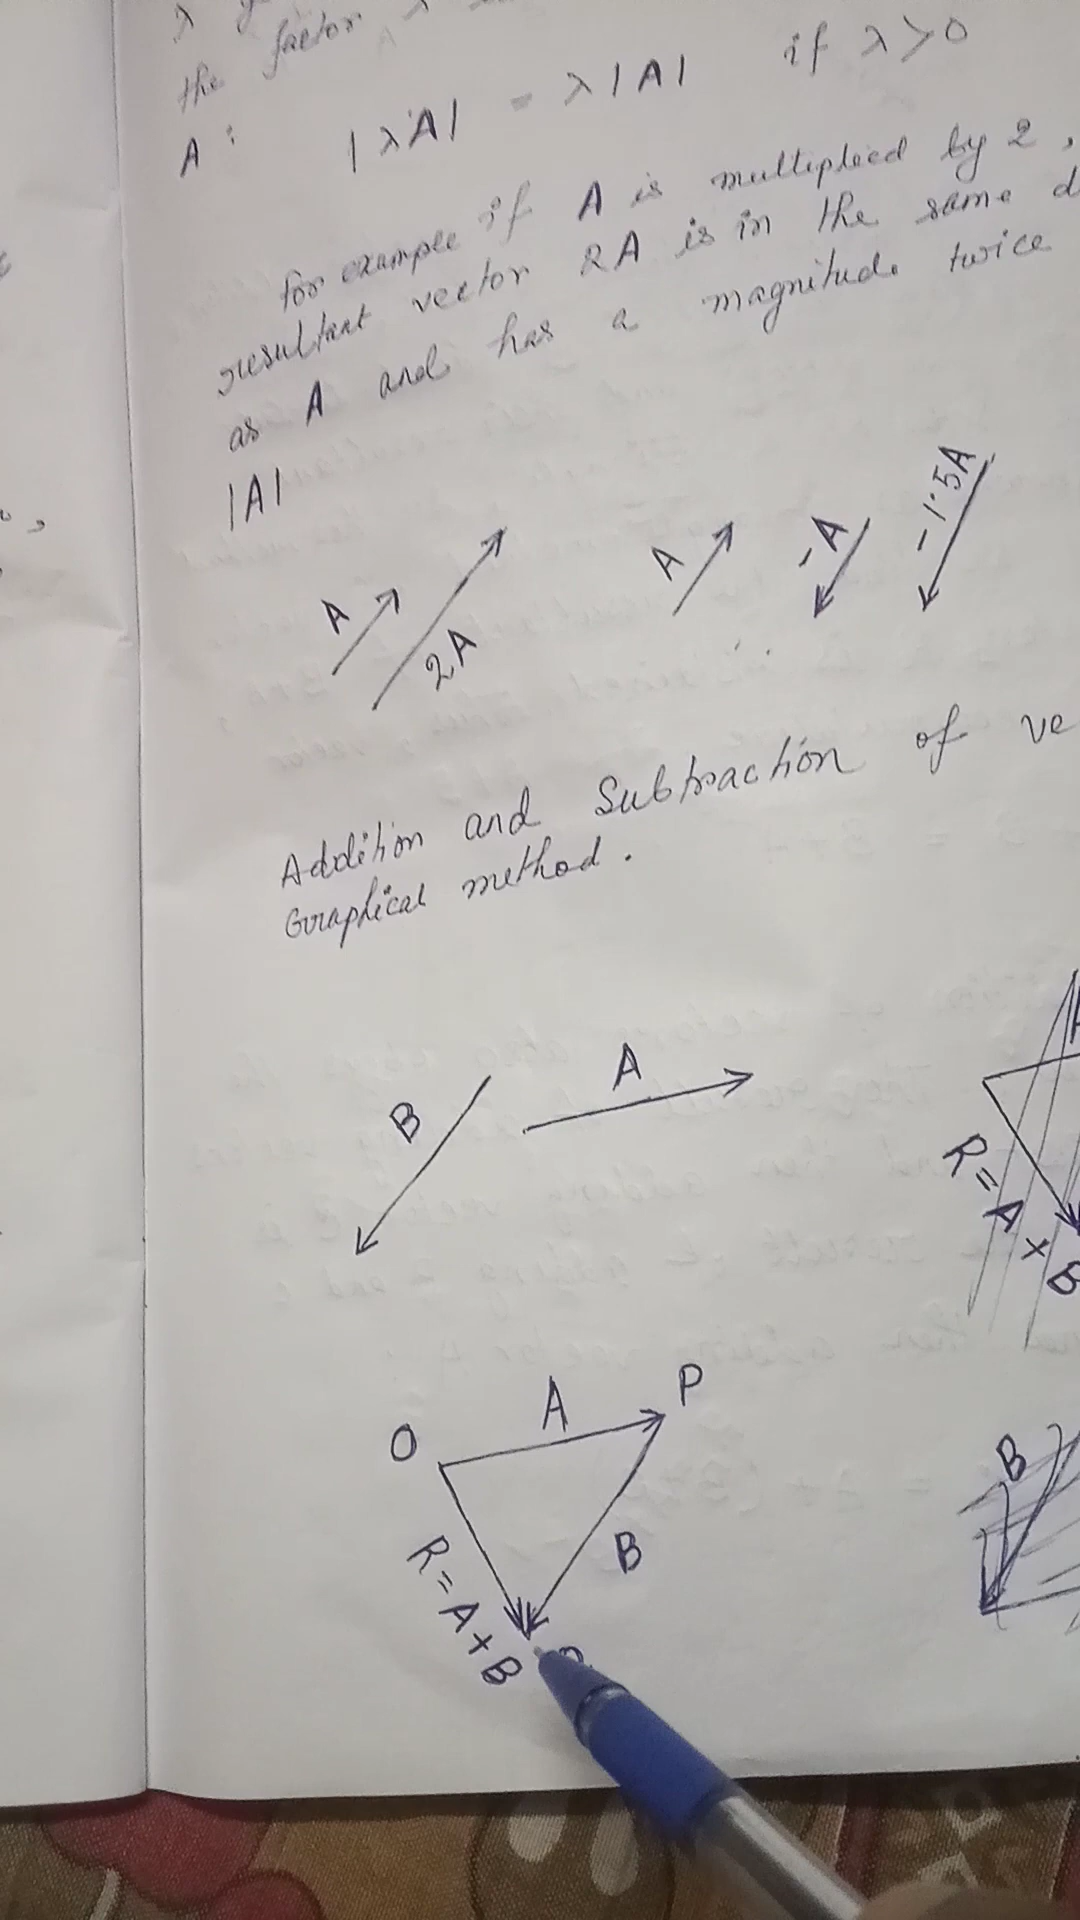 λ
the factor λ
A : |λA| = λ|A| if λ>0
for example if A is multiplied by 2,
resultant vector 2A is in the same d
as A and has a magnitude twice
|A|
A
2A
A
-A
-1.5A
Addition and Subtraction of ve
Graphical method.
B
A
R=A+B
O
A
P
B
R=A+B
B